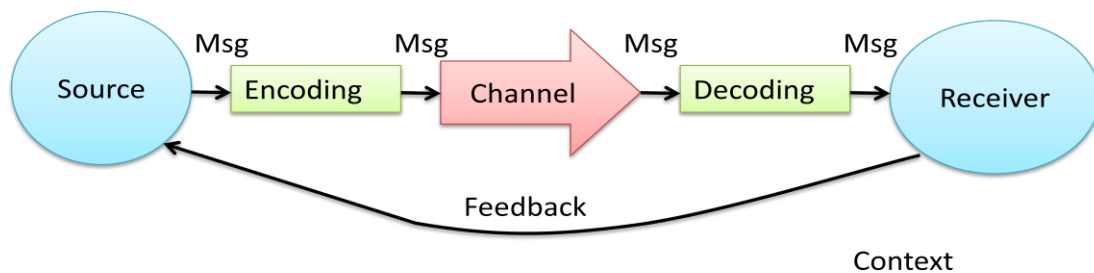 Msg Msg Msg Msg
Source Encoding Channel Decoding Receiver
Feedback
Context